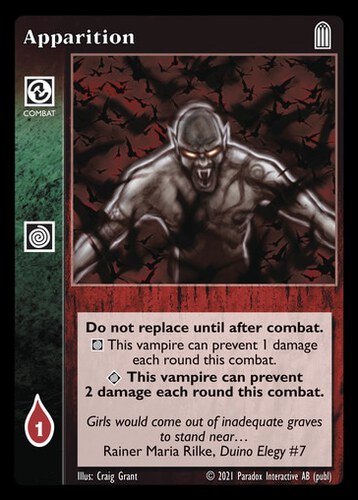 Apparition
COMBAT
Do not replace until after combat.
This vampire can prevent 1 damage
each round this combat.
This vampire can prevent
2 damage each round this combat.
1
Girls would come out of inadequate graves
to stand near...
Rainer Maria Rilke, Duino Elegy #7
Illus: Craig Grant © 2021 Paradox Interactive AB (publ)